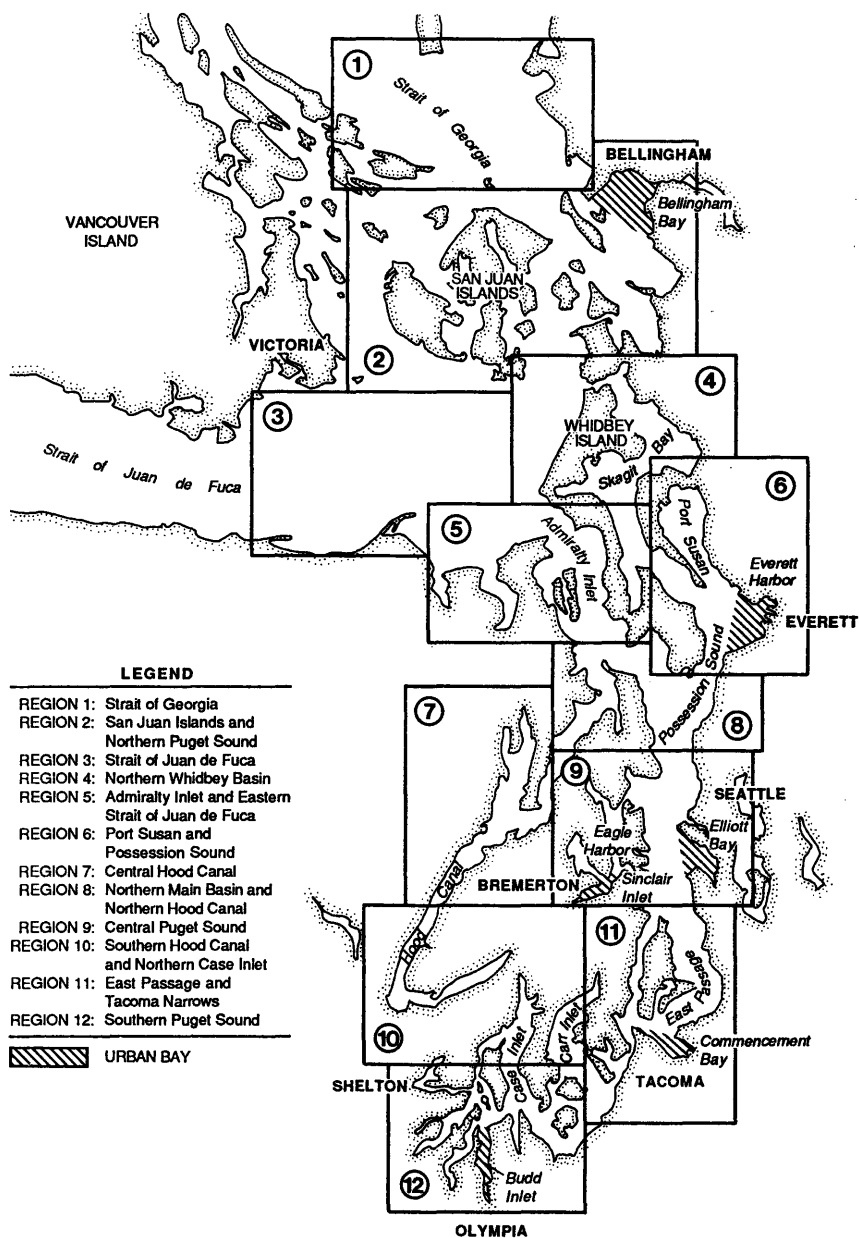 1
Strait of Georgia
BELLINGHAM
Bellingham
Bay
VANCOUVER
ISLAND
SAN JUAN
ISLANDS
VICTORIA
2
3
4
WHIDBEY
ISLAND
Skagit Bay
Strait of Juan de Fuca
5
Admiralty Inlet
6
Port Susan
Everett
Harbor
EVERETT
Possession Sound
LEGEND
REGION 1: Strait of Georgia
REGION 2: San Juan Islands and
Northern Puget Sound
REGION 3: Strait of Juan de Fuca
REGION 4: Northern Whidbey Basin
REGION 5: Admiralty Inlet and Eastern
Strait of Juan de Fuca
REGION 6: Port Susan and
Possession Sound
REGION 7: Central Hood Canal
REGION 8: Northern Main Basin and
Northern Hood Canal
REGION 9: Central Puget Sound
REGION 10: Southern Hood Canal
and Northern Case Inlet
REGION 11: East Passage and
Tacoma Narrows
REGION 12: Southern Puget Sound
URBAN BAY
7
8
9
SEATTLE
Elliott
Bay
Eagle
Harbor
BREMERTON
Sinclair
Inlet
Hood Canal
10
11
East Passage
Commencement
Bay
TACOMA
Carr Inlet
Case Inlet
SHELTON
12
Budd
Inlet
OLYMPIA